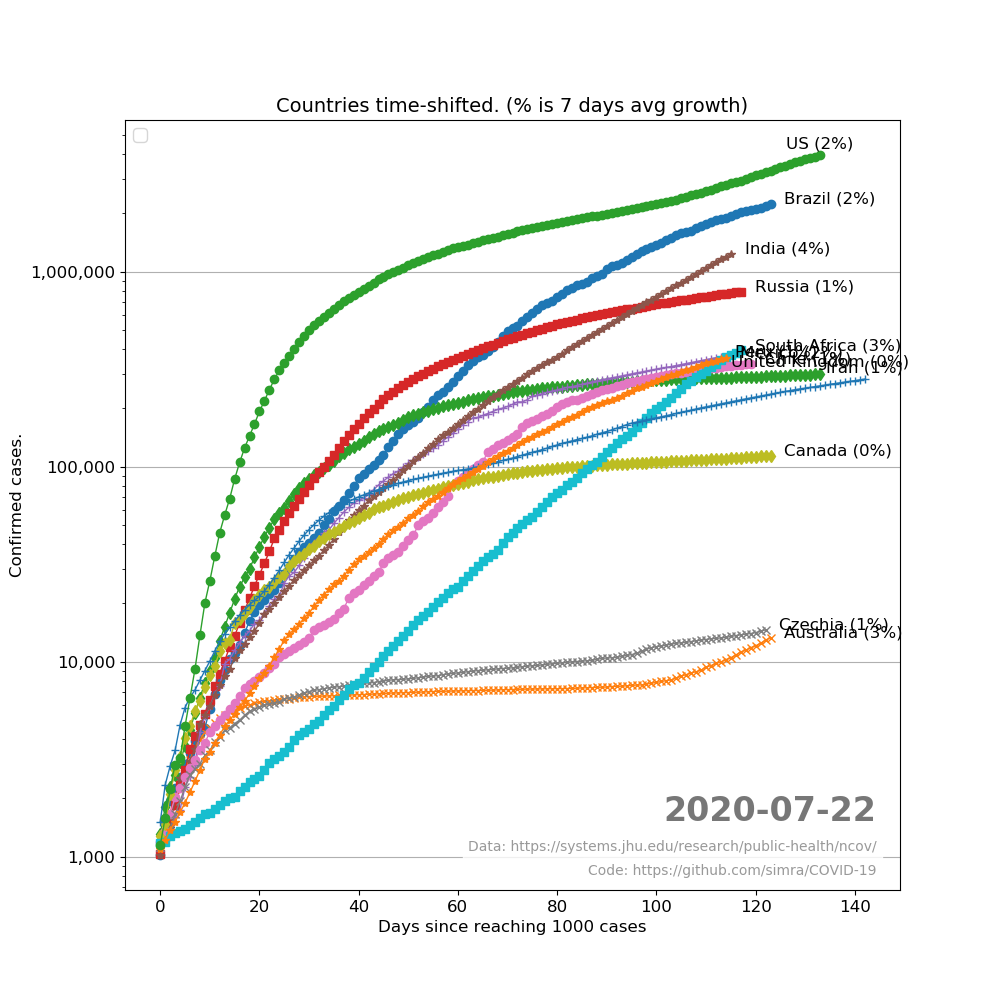 Countries time-shifted. (% is 7 days avg growth)
US (2%)
Brazil (2%)
India (4%)
Russia (1%)
South Africa (3%)
United Kingdom (0%)
Iran (1%)
Canada (0%)
Czechia (1%)
Australia (3%)
1,000,000
100,000
10,000
1,000
Confirmed cases.
2020-07-22
Data: https://systems.jhu.edu/research/public-health/ncov/
Code: https://github.com/simra/COVID-19
0 20 40 60 80 100 120 140
Days since reaching 1000 cases